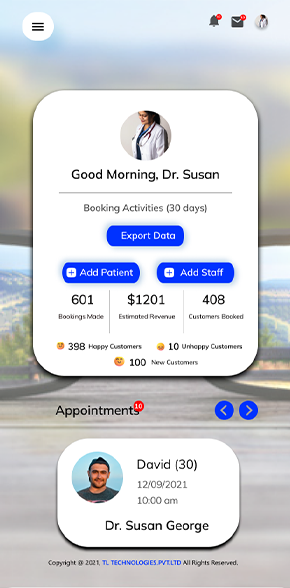 Good Morning, Dr. Susan
Booking Activities (30 days)
Export Data
Add Patient
Add Staff
601
Bookings Made
$1201
Estimated Revenue
408
Customers Booked
398 Happy Customers
10 Unhappy Customers
100 New Customers
Appointments 10
David (30)
12/09/2021
10:00 am
Dr. Susan George
Copyright @ 2021, TL TECHNOLOGIES.PVT.LTD All Rights Reserved.